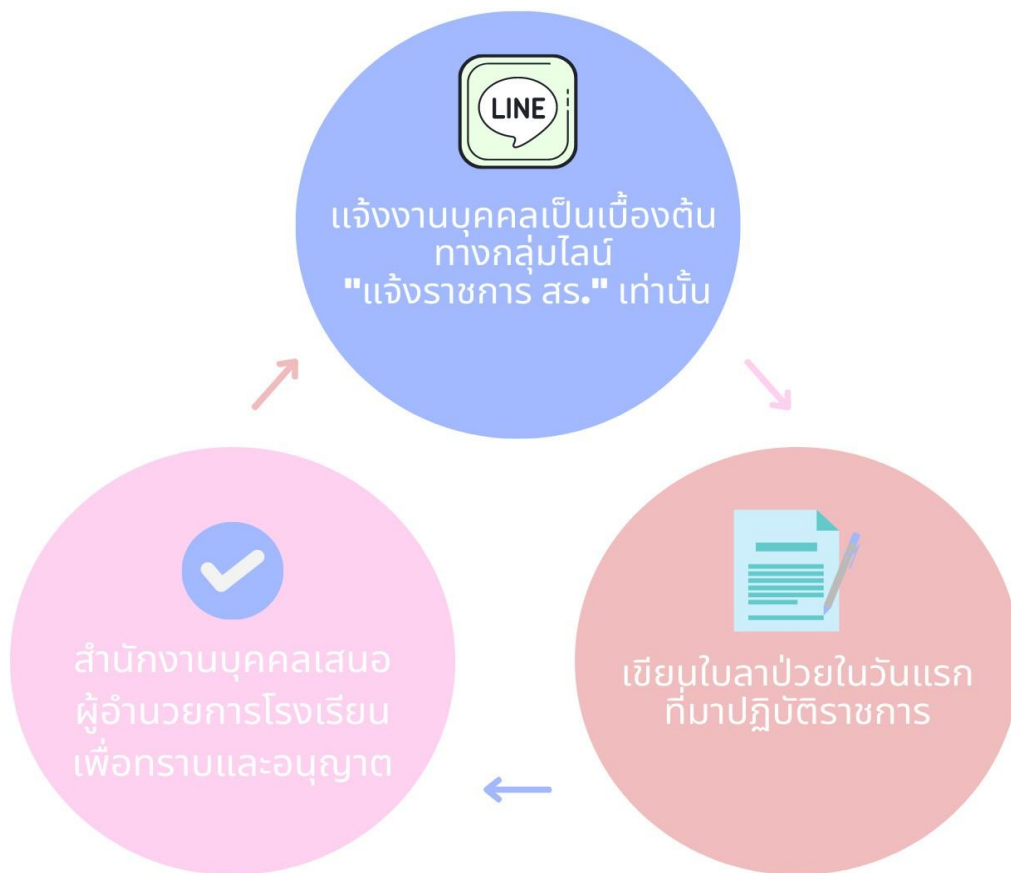 LINE
แจ้งงานบุคคลเป็นเบื้องต้น
ทางกลุ่มไลน์
"แจ้งราชการ สร." เท่านั้น
เขียนใบลาป่วยในวันแรก
ที่มาปฏิบัติราชการ
สำนักงานบุคคลเสนอ
ผู้อำนวยการโรงเรียน
เพื่อทราบและอนุญาต